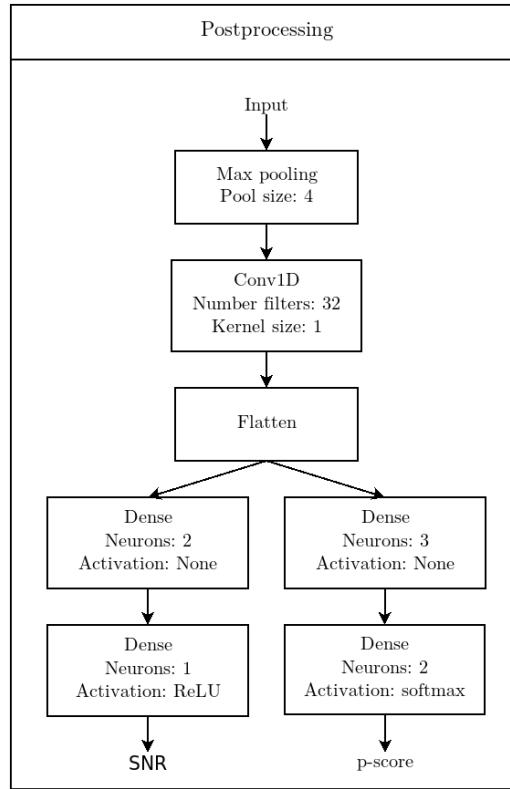 Postprocessing
Input
Max pooling
Pool size: 4
Conv1D
Number filters: 32
Kernel size: 1
Flatten
Dense
Neurons: 2
Activation: None
Dense
Neurons: 3
Activation: None
Dense
Neurons: 1
Activation: ReLU
Dense
Neurons: 2
Activation: softmax
SNR
p-score